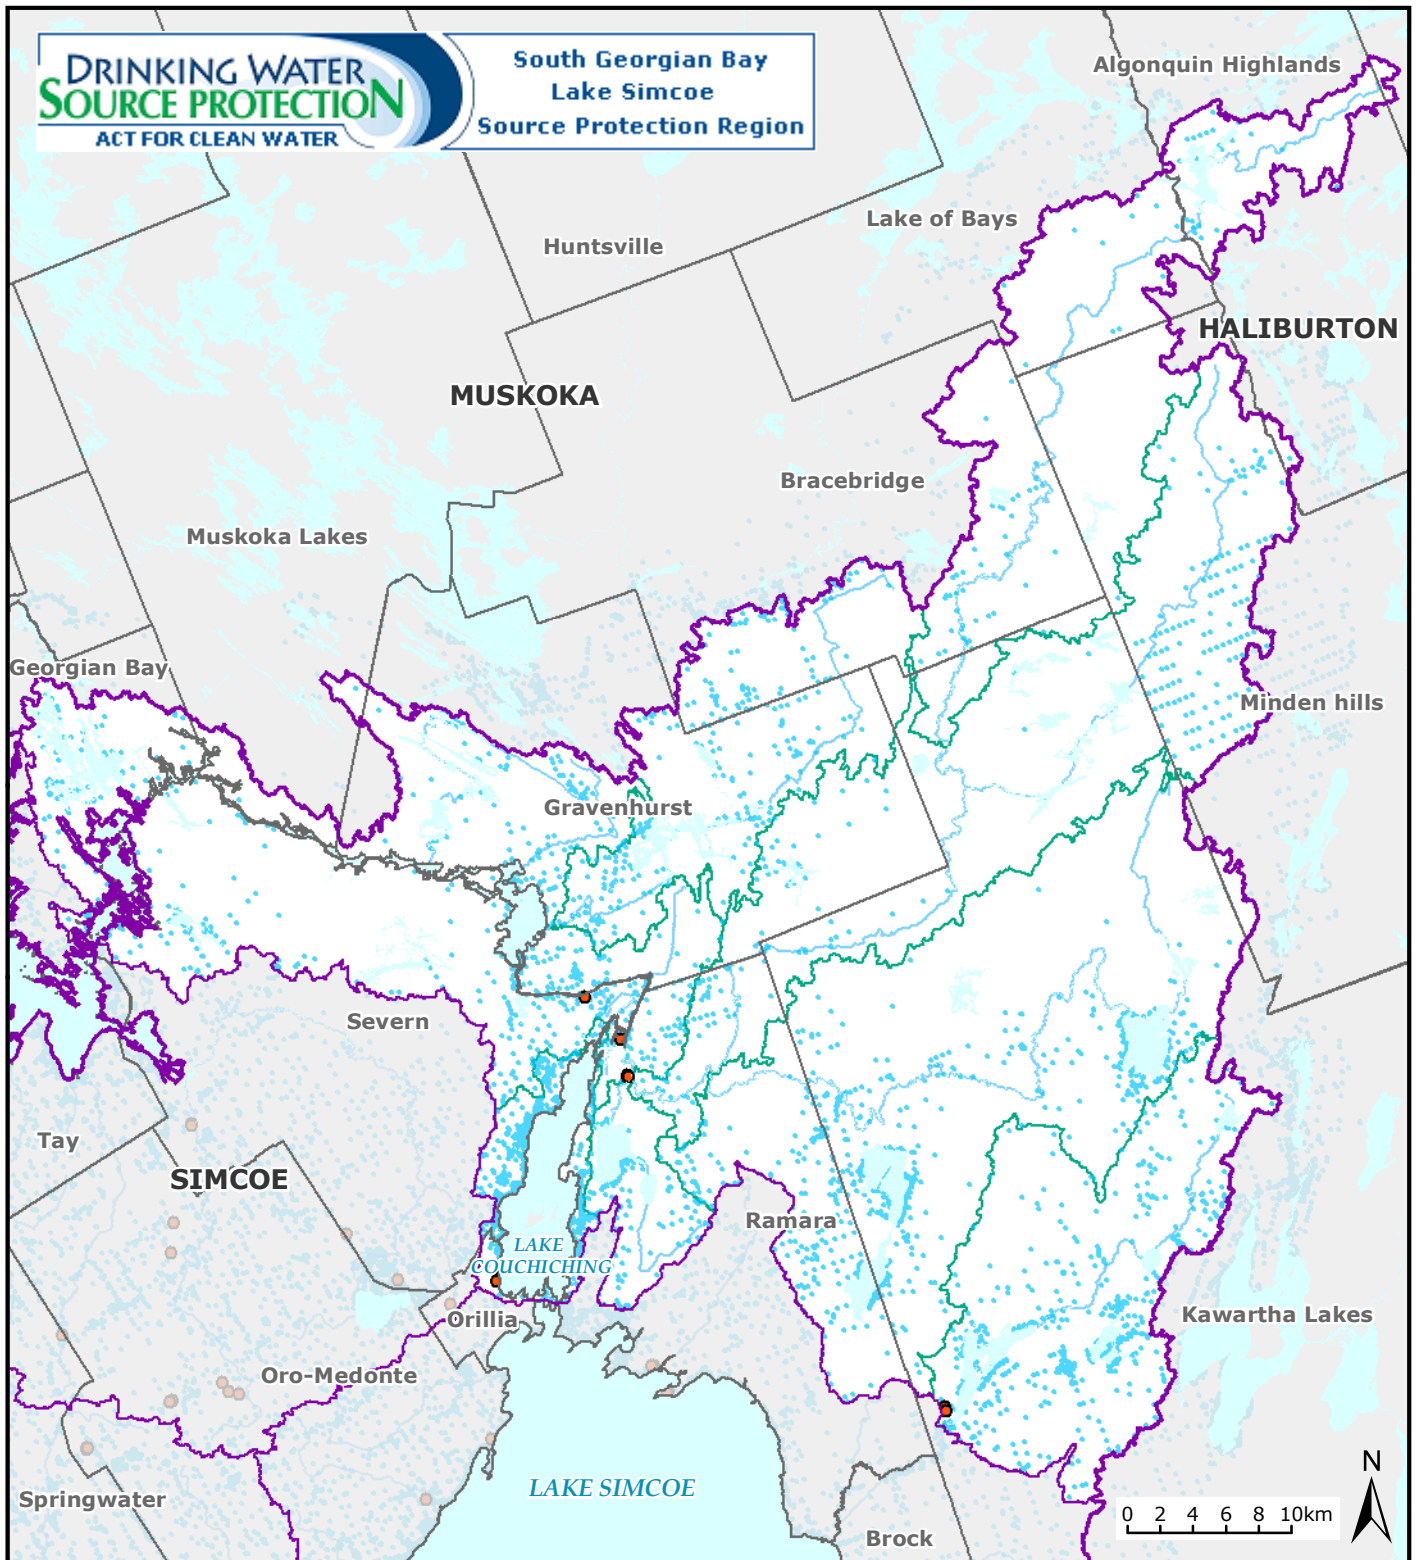 DRINKING WATER
SOURCE PROTECTION
ACT FOR CLEAN WATER
South Georgian Bay
Lake Simcoe
Source Protection Region
Algonquin Highlands
Lake of Bays
Huntsville
HALIBURTON
MUSKOKA
Bracebridge
Muskoka Lakes
Georgian Bay
Minden hills
Gravenhurst
Severn
Tay
SIMCOE
Ramara
LAKE
COUCHICHING
Orillia
Kawartha Lakes
Oro-Medonte
N
LAKE SIMCOE
Springwater
0 2 4 6 8 10km
Brock